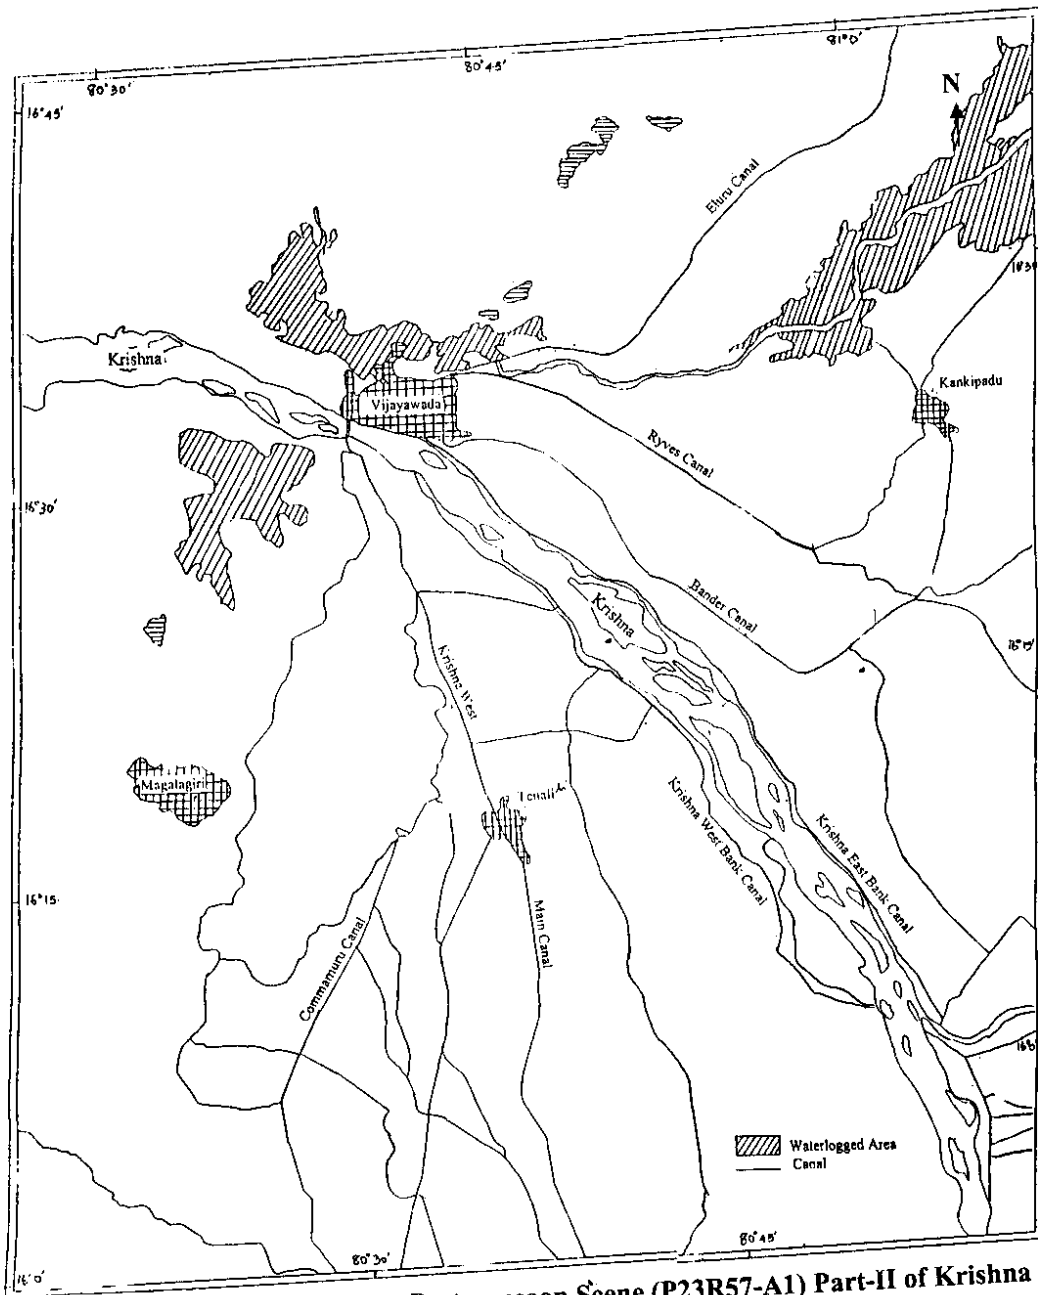 80°30'
80°45'
81°0'
16°45'
N
Eluru Canal
Krishna
Vijayawada
Kankipadu
Ryves Canal
16°30'
Bander Canal
Krishna
Krishna West
Magalagiri
Tenali
Krishna West Bank Canal
Krishna East Bank Canal
16°15'
Main Canal
Commamuru Canal
Waterlogged Area
Canal
80°30'
80°45'
16°0'
Scene (P23R57-A1) Part-II of Krishna